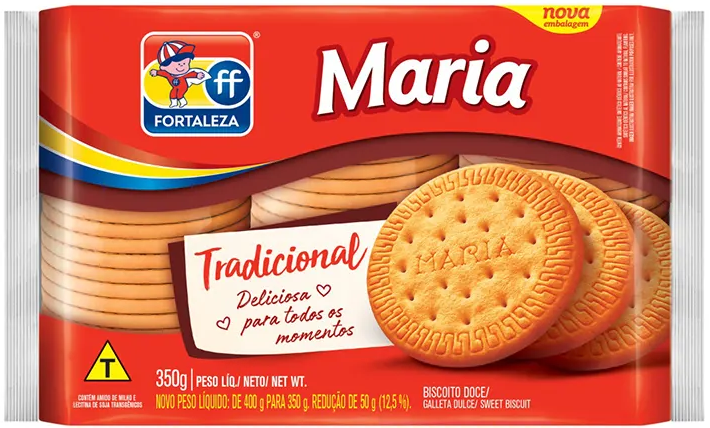 nova
embalagem
ff
®
FORTALEZA
Maria
Tradicional
Deliciosa
para todos os
momentos
MARIA
T
CONTÉM AMIDO DE MILHO E
LECITINA DE SOJA TRANSGÊNICOS
350g PESO LÍQ./ NETO/ NET WT.
NOVO PESO LÍQUIDO: DE 400 g PARA 350 g. REDUÇÃO DE 50 g (12,5 %).
BISCOITO DOCE/
GALLETA DULCE/ SWEET BISCUIT